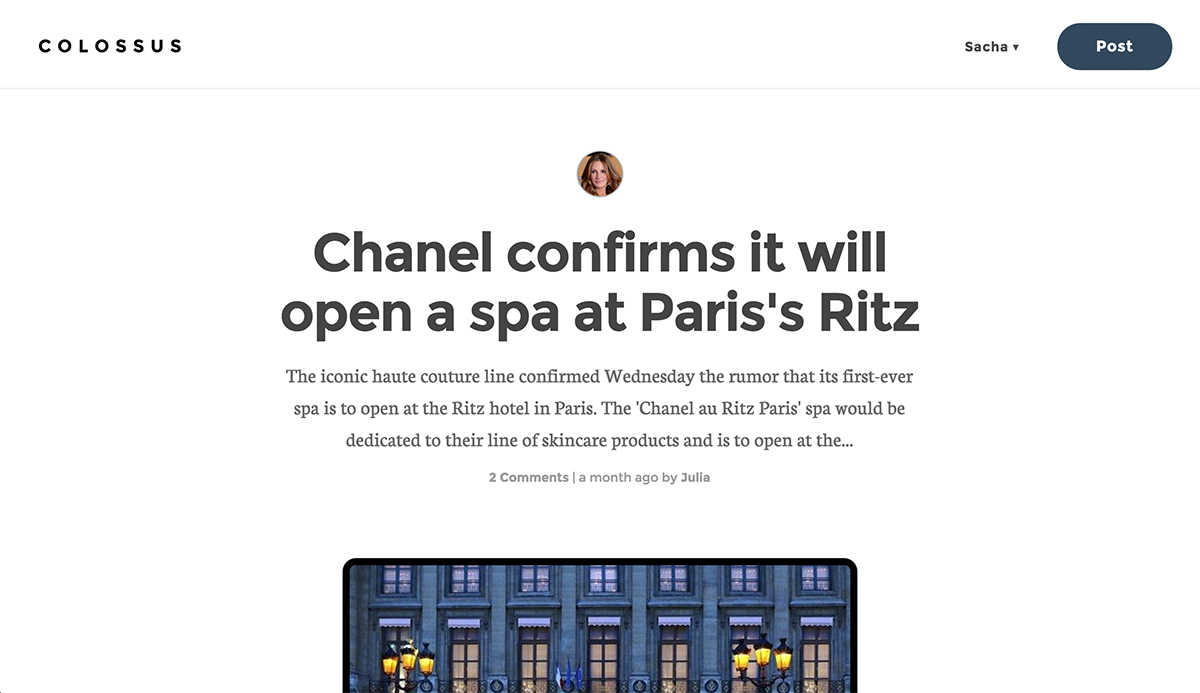 COLOSSUS
Sacha ▾
Post
Chanel confirms it will
open a spa at Paris's Ritz
The iconic haute couture line confirmed Wednesday the rumor that its first-ever
spa is to open at the Ritz hotel in Paris. The 'Chanel au Ritz Paris' spa would be
dedicated to their line of skincare products and is to open at the...
2 Comments | a month ago by Julia